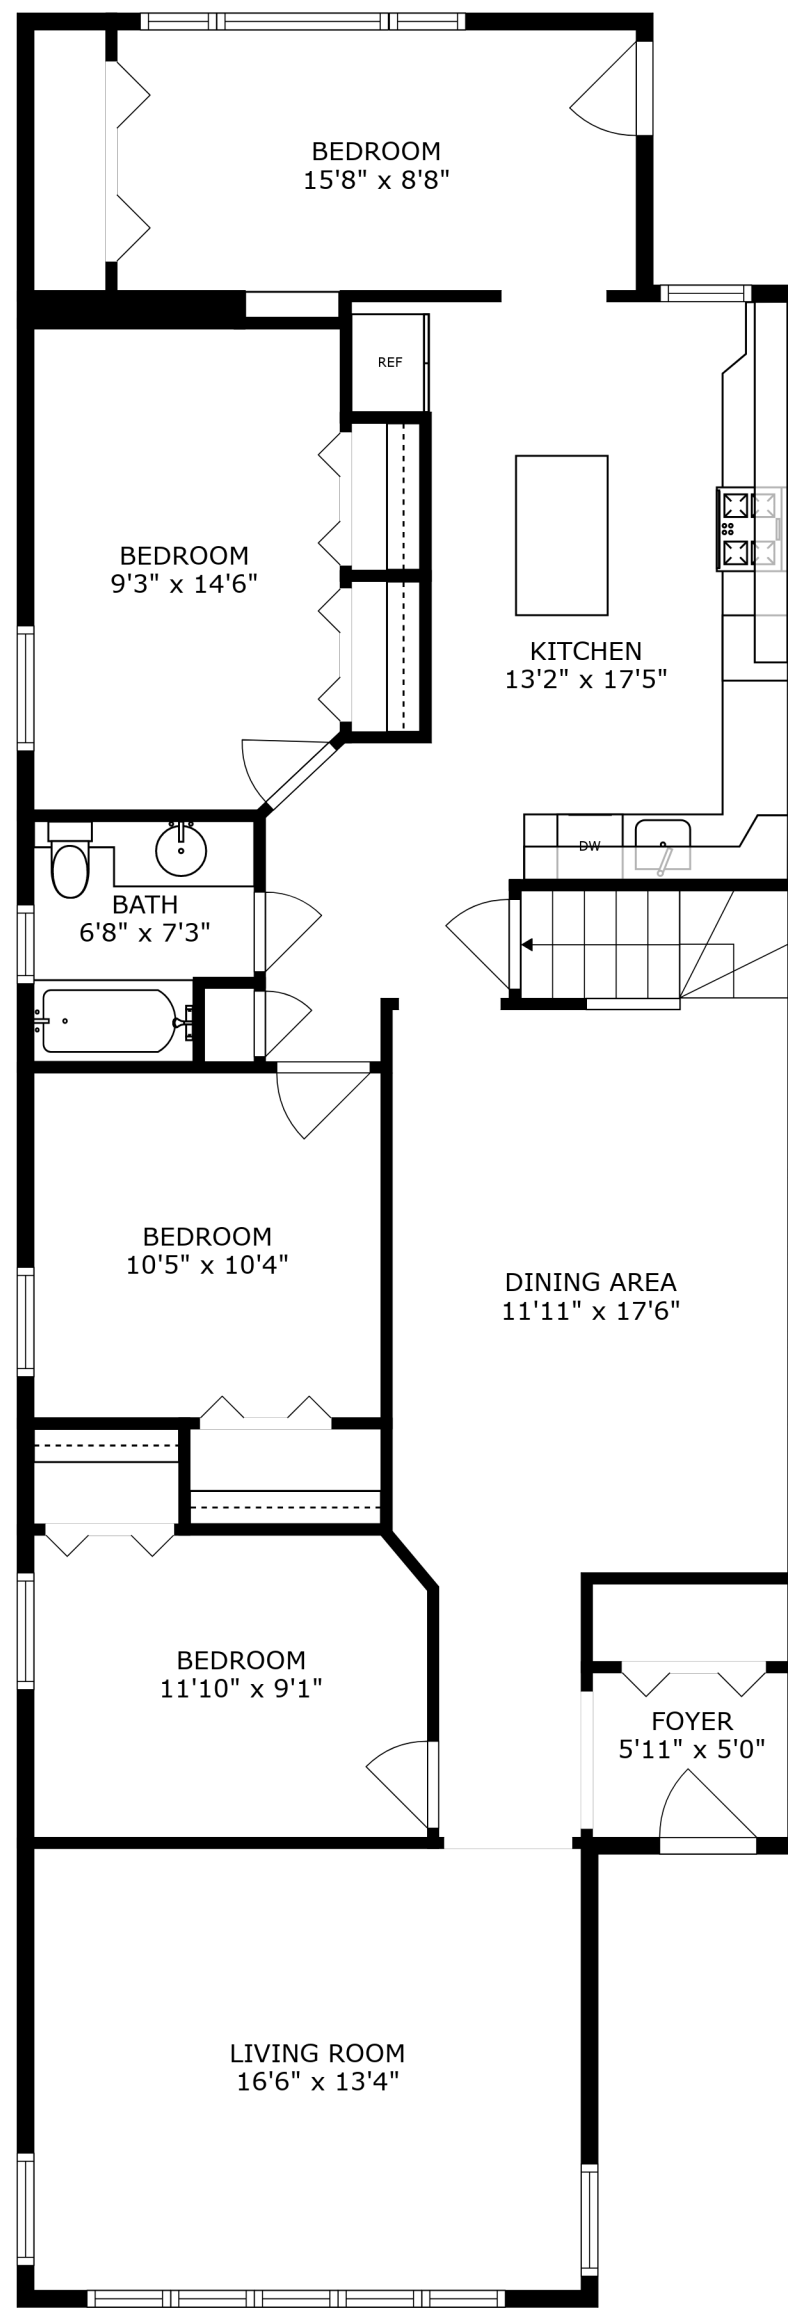 BEDROOM
15'8" x 8'8"
REF
BEDROOM
9'3" x 14'6"
KITCHEN
13'2" x 17'5"
DW
BATH
6'8" x 7'3"
BEDROOM
10'5" x 10'4"
DINING AREA
11'11" x 17'6"
BEDROOM
11'10" x 9'1"
FOYER
5'11" x 5'0"
LIVING ROOM
16'6" x 13'4"